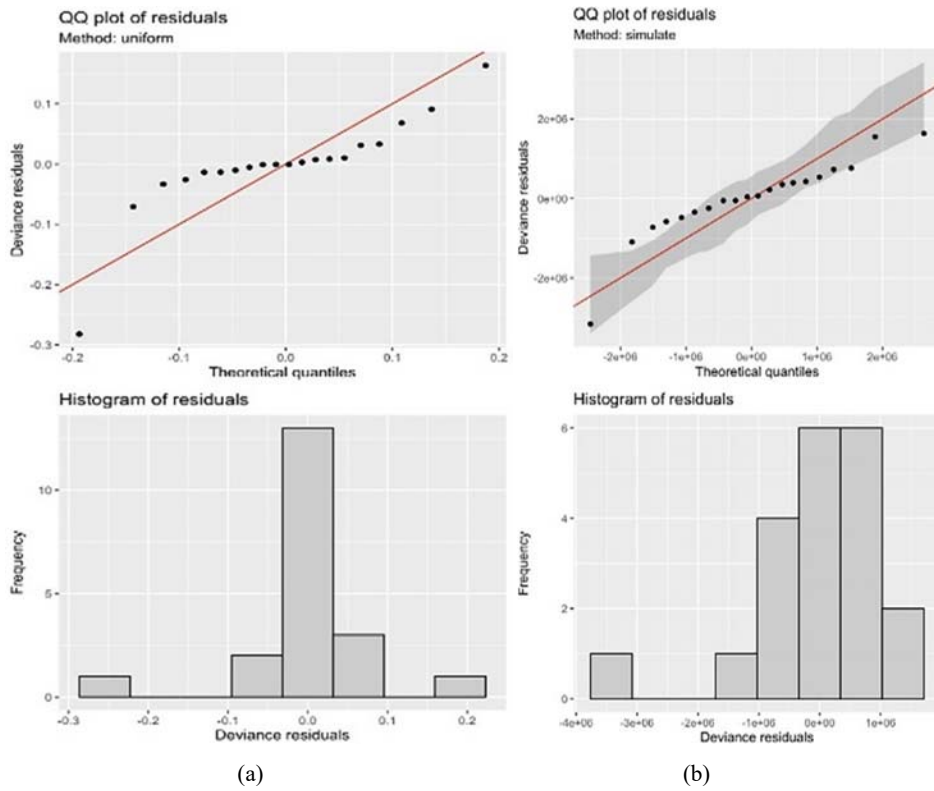 QQ plot of residuals
Method: uniform
0.1
0.0
-0.1
-0.2
-0.3
Deviance residuals
-0.2
-0.1
0.0
0.1
0.2
Theoretical quantiles
QQ plot of residuals
Method: simulate
2e+06
0e+00
-2e+06
Deviance residuals
-2e+06
-1e+06
0e+00
1e+06
2e+06
Theoretical quantiles
Histogram of residuals
10
5
0
Frequency
-0.3
-0.2
-0.1
0.0
0.1
0.2
Deviance residuals
Histogram of residuals
6
4
2
0
Frequency
-4e+06
-3e+06
-2e+06
-1e+06
0e+00
1e+06
Deviance residuals
(a)
(b)